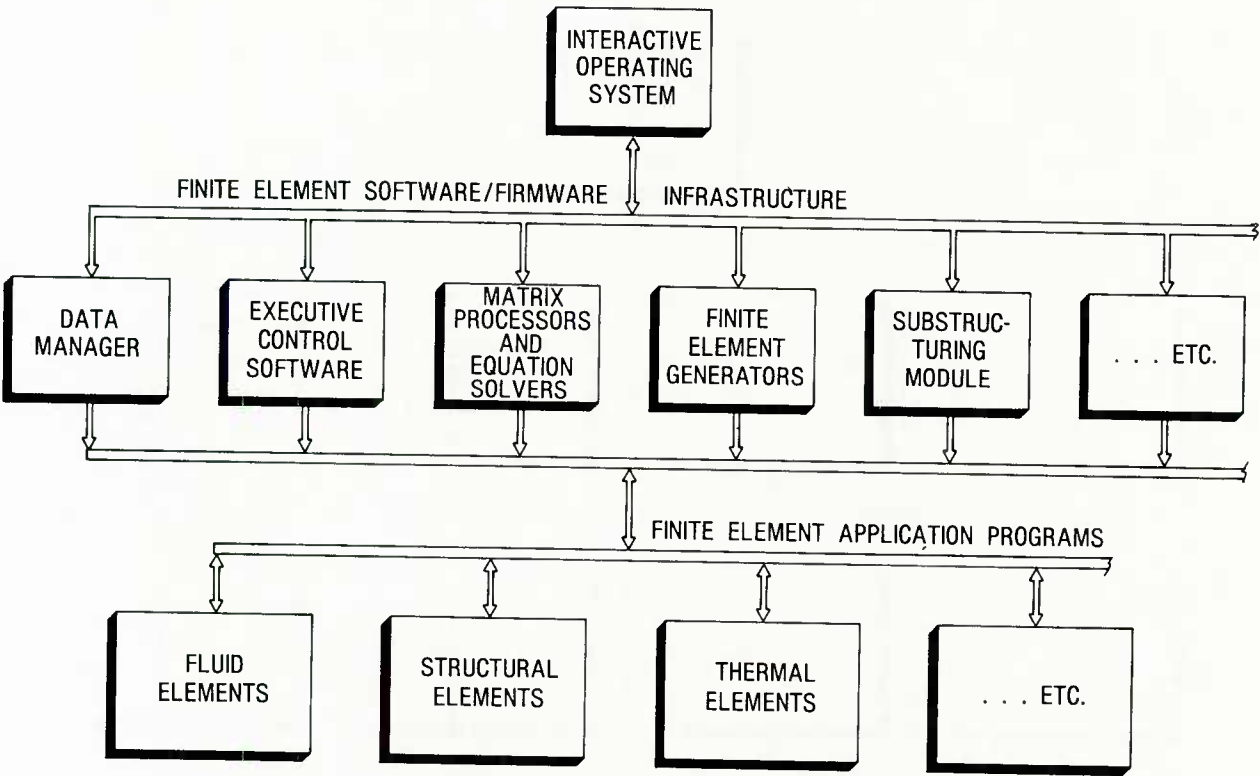 INTERACTIVE
OPERATING
SYSTEM
FINITE ELEMENT SOFTWARE/FIRMWARE INFRASTRUCTURE
DATA
MANAGER
EXECUTIVE
CONTROL
SOFTWARE
MATRIX
PROCESSORS
AND
EQUATION
SOLVERS
FINITE
ELEMENT
GENERATORS
SUBSTRUC-
TURING
MODULE
. . . ETC.
FINITE ELEMENT APPLICATION PROGRAMS
FLUID
ELEMENTS
STRUCTURAL
ELEMENTS
THERMAL
ELEMENTS
. . . ETC.